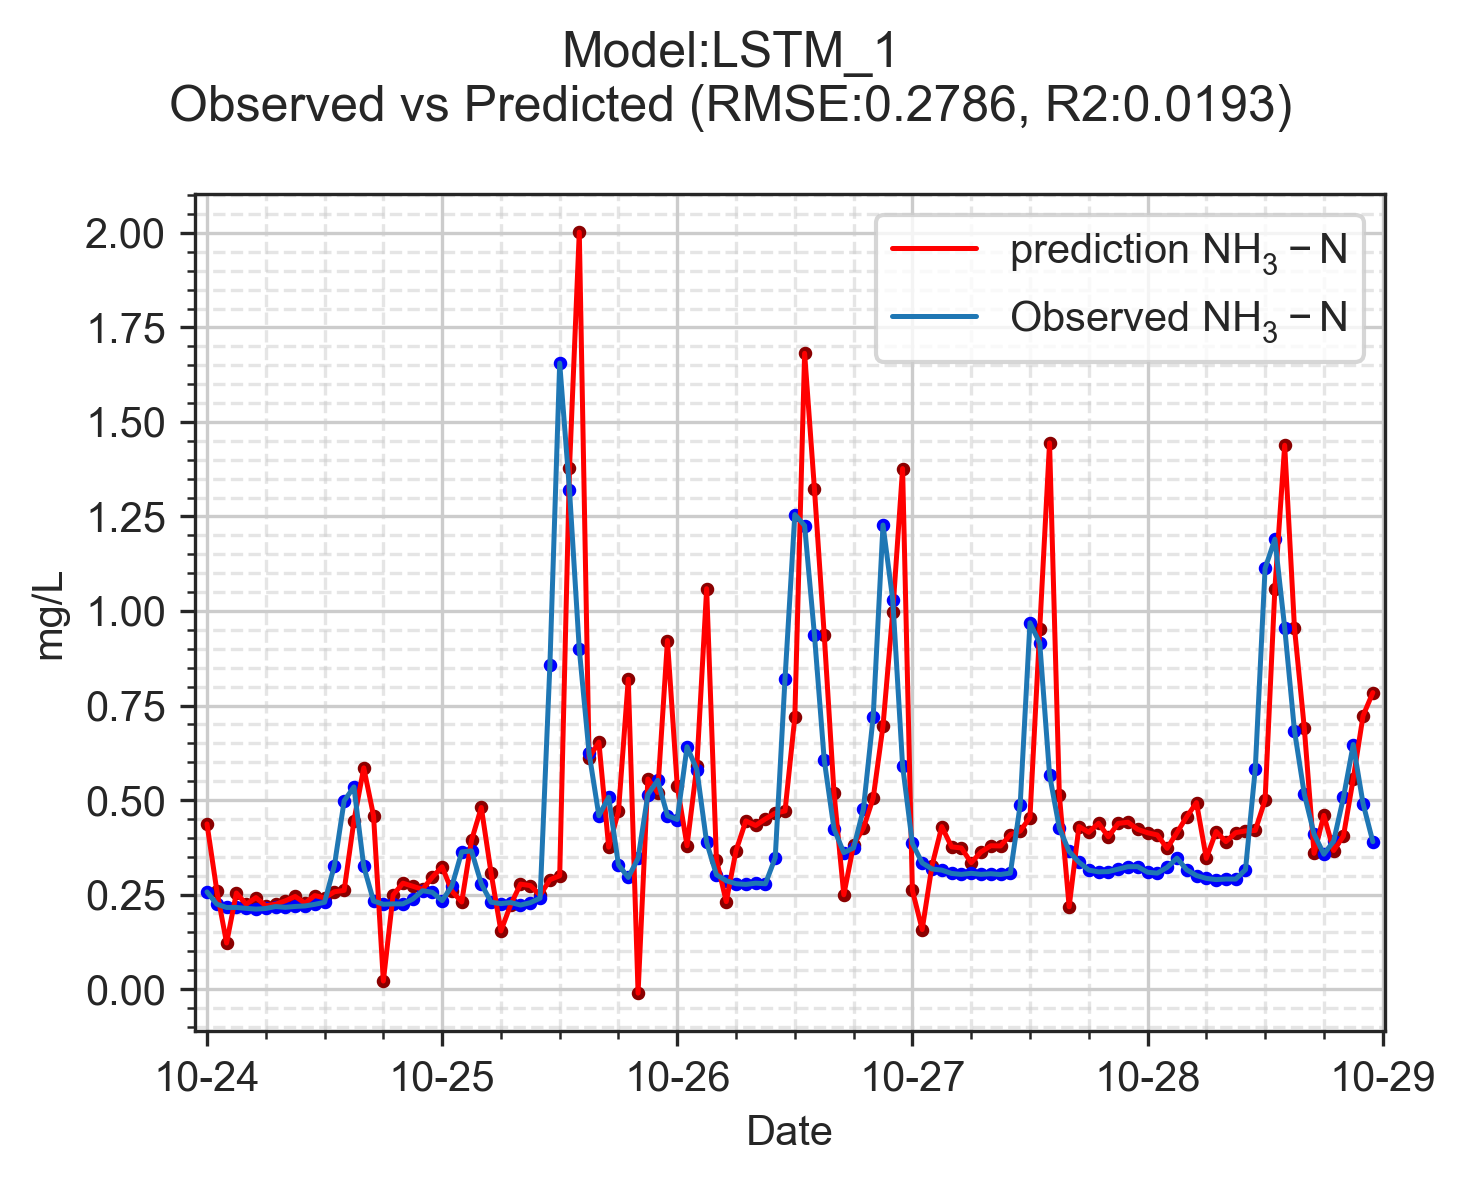 Model:LSTM_1
Observed vs Predicted (RMSE:0.2786, R2:0.0193)
prediction NH₃ − N
Observed NH₃ − N
2.00
1.75
1.50
1.25
1.00
0.75
0.50
0.25
0.00
mg/L
10-24 10-25 10-26 10-27 10-28 10-29
Date